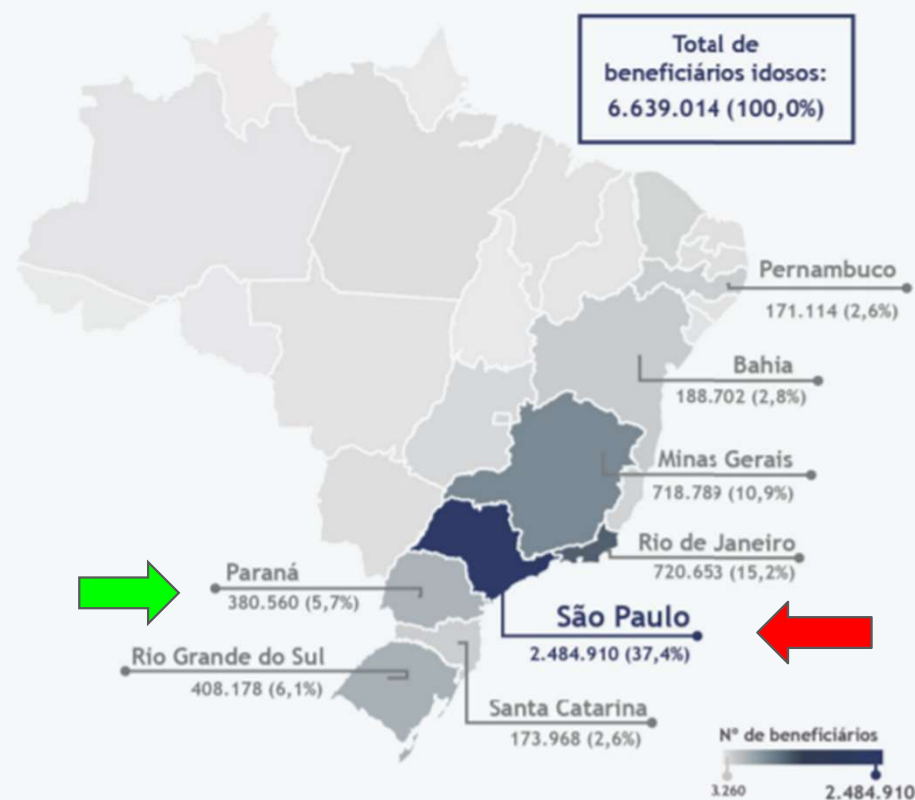 Total de
beneficiários idosos:
6.639.014 (100,0%)
Pernambuco
171.114 (2,6%)
Bahia
188.702 (2,8%)
Minas Gerais
718.789 (10,9%)
Rio de Janeiro
720.653 (15,2%)
Paraná
380.560 (5,7%)
São Paulo
2.484.910 (37,4%)
Rio Grande do Sul
408.178 (6,1%)
Santa Catarina
173.968 (2,6%)
N° de beneficiários
3.260
2.484.910